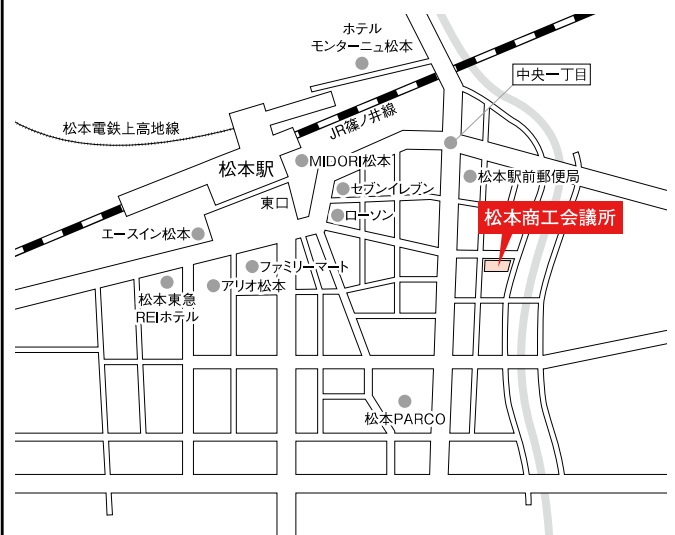 ホテル
モンターニュ松本
中央一丁目
松本電鉄上高地線
JR篠ノ井線
松本駅
MIDORI松本
松本駅前郵便局
セブンイレブン
東口
ローソン
松本商工会議所
エースイン松本
ファミリーマート
アリオ松本
松本東急
REIホテル
松本PARCO